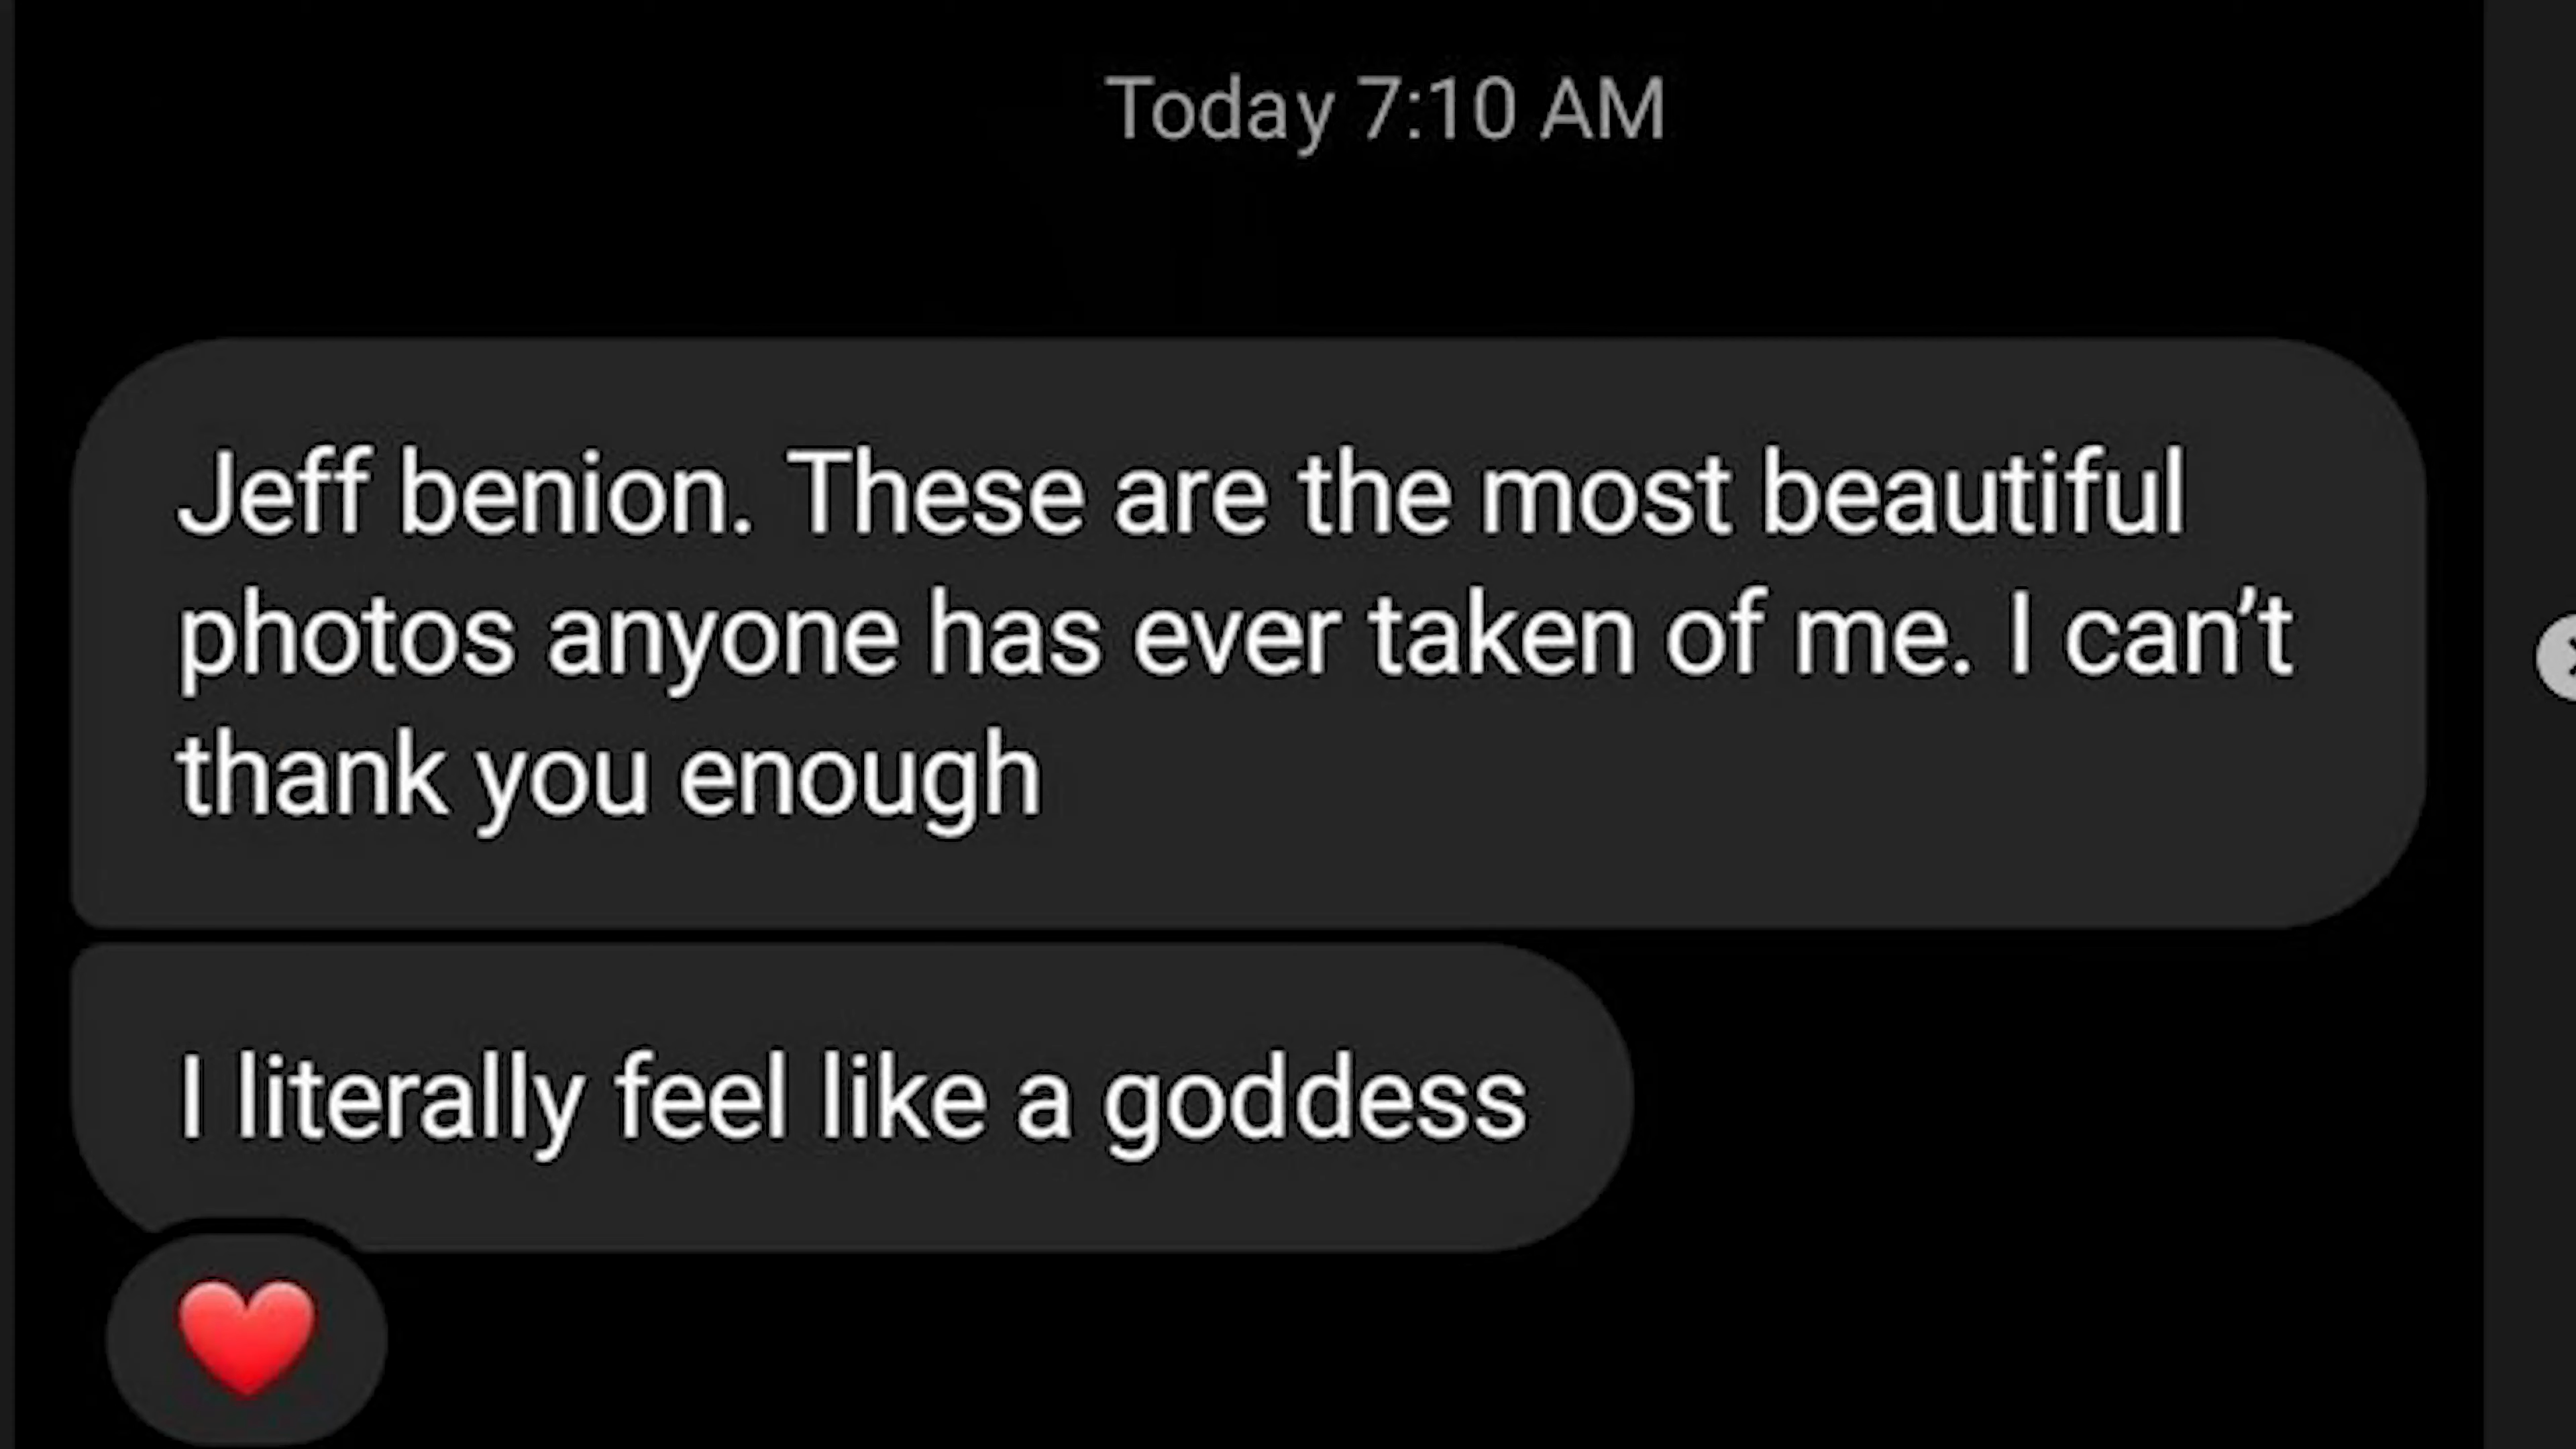 Today 7:10 AM
Jeff benion. These are the most beautiful
photos anyone has ever taken of me. I can’t
thank you enough
I literally feel like a goddess